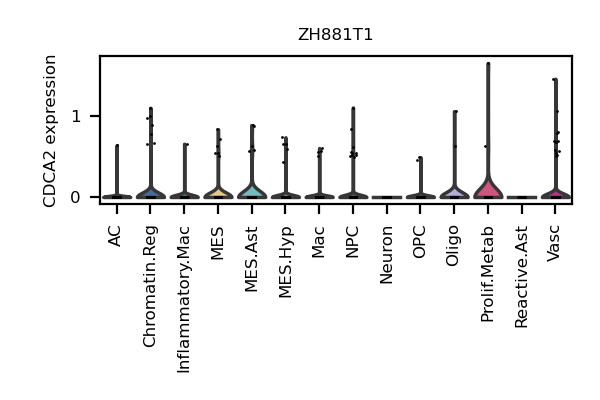 ZH881T1
CDCA2 expression
1
0
AC
Chromatin.Reg
Inflammatory.Mac
MES
MES.Ast
MES.Hyp
Mac
NPC
Neuron
OPC
Oligo
Prolif.Metab
Reactive.Ast
Vasc